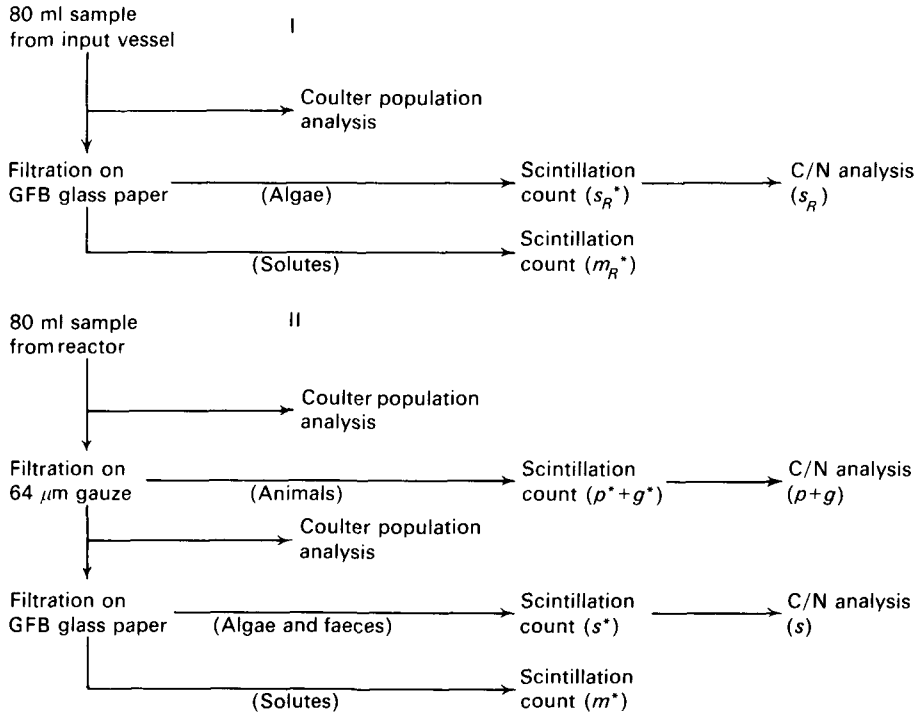 80 ml sample
from input vessel
I
Coulter population
analysis
Filtration on
GFB glass paper
(Algae)
Scintillation
count (s_R*)
C/N analysis
(s_R)
(Solutes)
Scintillation
count (m_R*)
80 ml sample
from reactor
II
Coulter population
analysis
Filtration on
64 μm gauze
(Animals)
Scintillation
count (p*+g*)
C/N analysis
(p+g)
Coulter population
analysis
Filtration on
GFB glass paper
(Algae and faeces)
Scintillation
count (s*)
C/N analysis
(s)
(Solutes)
Scintillation
count (m*)